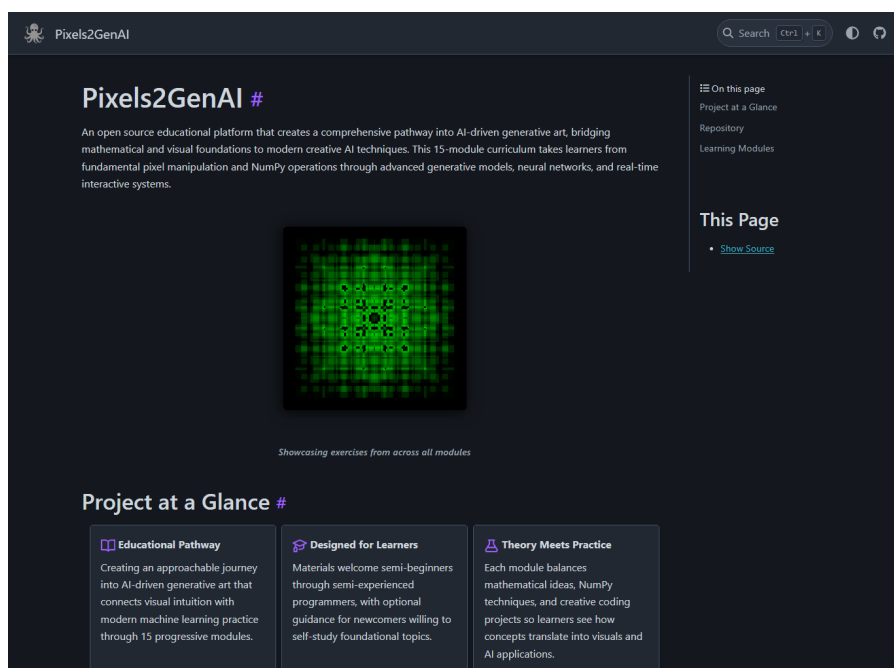 Pixels2GenAI
Search Ctrl + K
Pixels2GenAI #
An open source educational platform that creates a comprehensive pathway into AI-driven generative art, bridging
mathematical and visual foundations to modern creative AI techniques. This 15-module curriculum takes learners from
fundamental pixel manipulation and NumPy operations through advanced generative models, neural networks, and real-time
interactive systems.
Showcasing exercises from across all modules
On this page
Project at a Glance
Repository
Learning Modules
This Page
• Show Source
Project at a Glance #
Educational Pathway
Creating an approachable journey
into AI-driven generative art that
connects visual intuition with
modern machine learning practice
through 15 progressive modules.
Designed for Learners
Materials welcome semi-beginners
through semi-experienced
programmers, with optional
guidance for newcomers willing to
self-study foundational topics.
Theory Meets Practice
Each module balances
mathematical ideas, NumPy
techniques, and creative coding
projects so learners see how
concepts translate into visuals and
AI applications.